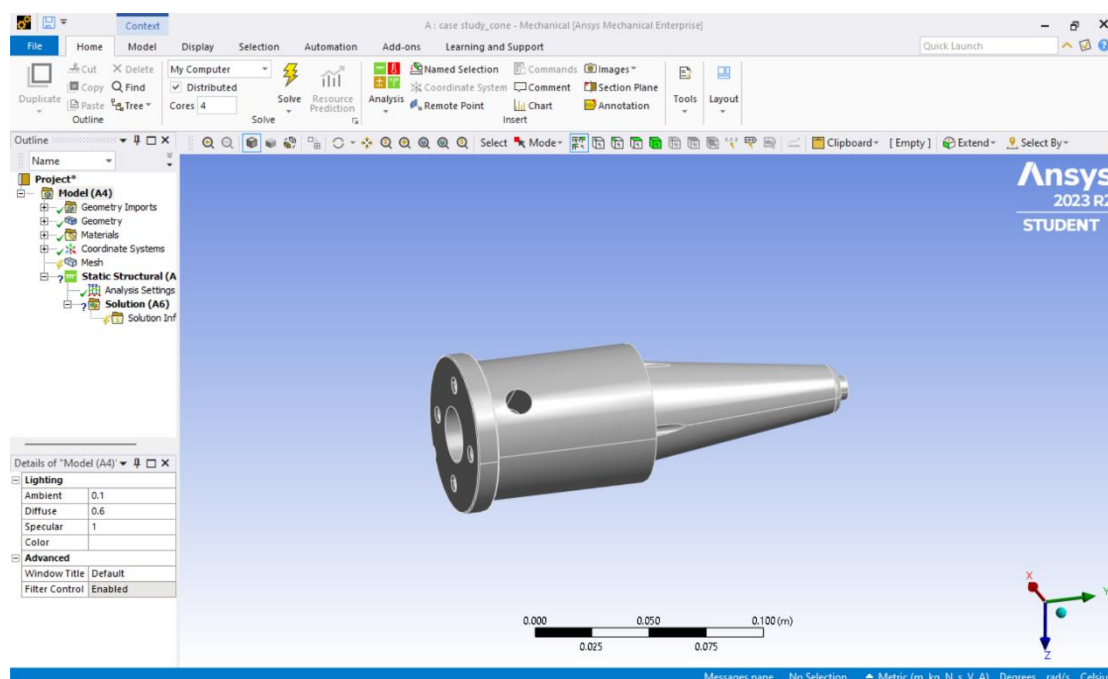 Context
A : case study_cone - Mechanical [Ansys Mechanical Enterprise]
File Home Model Display Selection Automation Add-ons Learning and Support Quick Launch
Duplicate
Cut
Copy
Paste
Delete
Find
Tree
Outline
My Computer
Distributed
Cores 4
Solve
Resource
Prediction
Solve
Analysis
Named Selection
Coordinate System
Remote Point
Commands
Comment
Chart
Images
Section Plane
Annotation
Insert
Tools
Layout
Select Mode Clipboard [ Empty ] Extend Select By
Outline
Name
Project*
Model (A4)
Geometry Imports
Geometry
Materials
Coordinate Systems
Mesh
Static Structural (A
Analysis Settings
Solution (A6)
Solution Inf
Details of "Model (A4)'
Lighting
Ambient 0.1
Diffuse 0.6
Specular 1
Color
Advanced
Window Title Default
Filter Control Enabled
Ansys
2023 R2
STUDENT
X
Y
Z
0.000 0.050 0.100 (m)
0.025 0.075
Messages pane No Selection Metric (m, kg, N, s, V, A) Degrees rad/s Celsiu